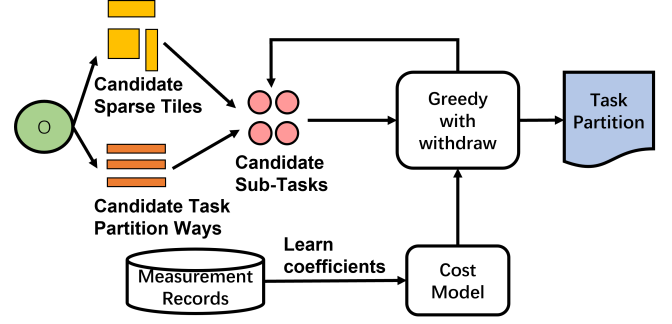 Candidate
Sparse Tiles
O
Candidate Task
Partition Ways
Candidate
Sub-Tasks
Greedy
with
withdraw
Task
Partition
Measurement
Records
Learn
coefficients
Cost
Model